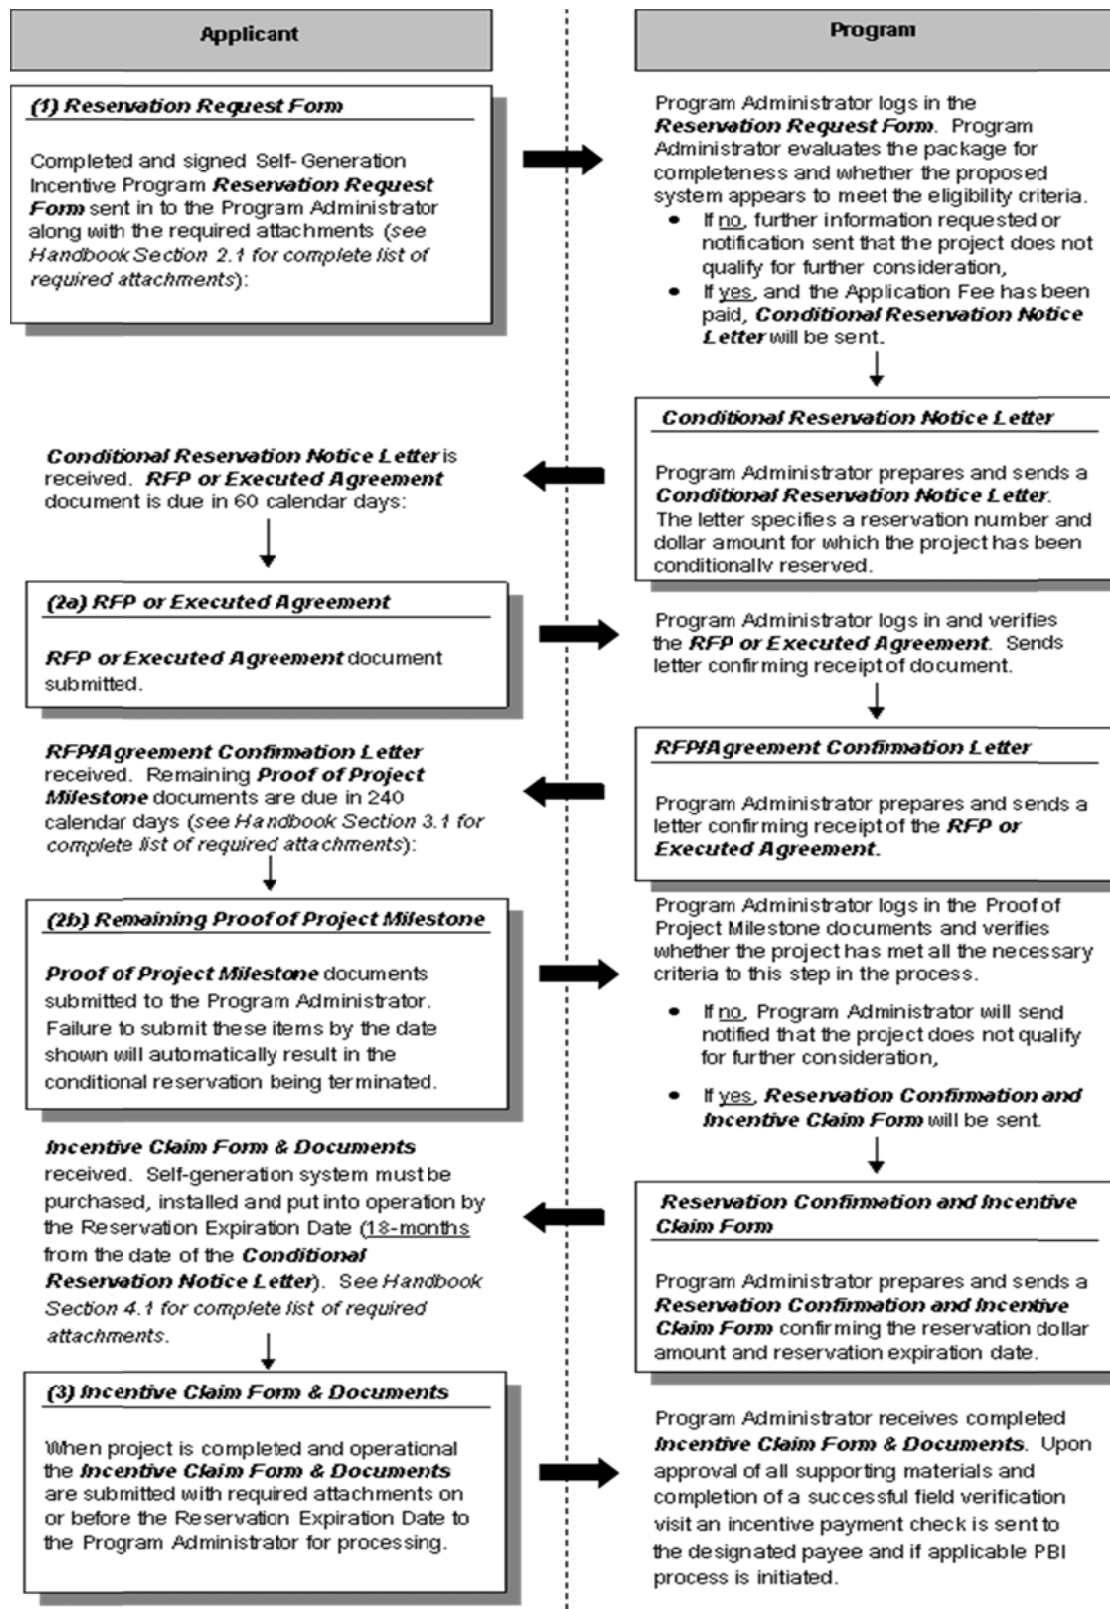 Applicant
Program
(1) Reservation Request Form
Completed and signed Self-Generation
Incentive Program Reservation Request
Form sent in to the Program Administrator
along with the required attachments (see
Handbook Section 2.1 for complete list of
required attachments):
Program Administrator logs in the
Reservation Request Form. Program
Administrator evaluates the package for
completeness and whether the proposed
system appears to meet the eligibility criteria.
• If no, further information requested or
notification sent that the project does not
qualify for further consideration,
• If yes, and the Application Fee has been
paid, Conditional Reservation Notice
Letter will be sent.
Conditional Reservation Notice Letter
Program Administrator prepares and sends a
Conditional Reservation Notice Letter.
The letter specifies a reservation number and
dollar amount for which the project has been
conditionally reserved.
Conditional Reservation Notice Letter is
received. RFP or Executed Agreement
document is due in 60 calendar days:
(2a) RFP or Executed Agreement
RFP or Executed Agreement document
submitted.
Program Administrator logs in and verifies
the RFP or Executed Agreement. Sends
letter confirming receipt of document.
RFP/Agreement Confirmation Letter
Program Administrator prepares and sends a
letter confirming receipt of the RFP or
Executed Agreement.
RFP/Agreement Confirmation Letter
received. Remaining Proof of Project
Milestone documents are due in 240
calendar days (see Handbook Section 3.1 for
complete list of required attachments):
(2b) Remaining Proof of Project Milestone
Proof of Project Milestone documents
submitted to the Program Administrator.
Failure to submit these items by the date
shown will automatically result in the
conditional reservation being terminated.
Program Administrator logs in the Proof of
Project Milestone documents and verifies
whether the project has met all the necessary
criteria to this step in the process.
• If no, Program Administrator will send
notified that the project does not qualify
for further consideration,
• If yes, Reservation Confirmation and
Incentive Claim Form will be sent.
Reservation Confirmation and Incentive
Claim Form
Program Administrator prepares and sends a
Reservation Confirmation and Incentive
Claim Form confirming the reservation dollar
amount and reservation expiration date.
Incentive Claim Form & Documents
received. Self-generation system must be
purchased, installed and put into operation by
the Reservation Expiration Date (18-months
from the date of the Conditional
Reservation Notice Letter). See Handbook
Section 4.1 for complete list of required
attachments.
(3) Incentive Claim Form & Documents
When project is completed and operational
the Incentive Claim Form & Documents
are submitted with required attachments on
or before the Reservation Expiration Date to
the Program Administrator for processing.
Program Administrator receives completed
Incentive Claim Form & Documents. Upon
approval of all supporting materials and
completion of a successful field verification
visit an incentive payment check is sent to
the designated payee and if applicable PBI
process is initiated.